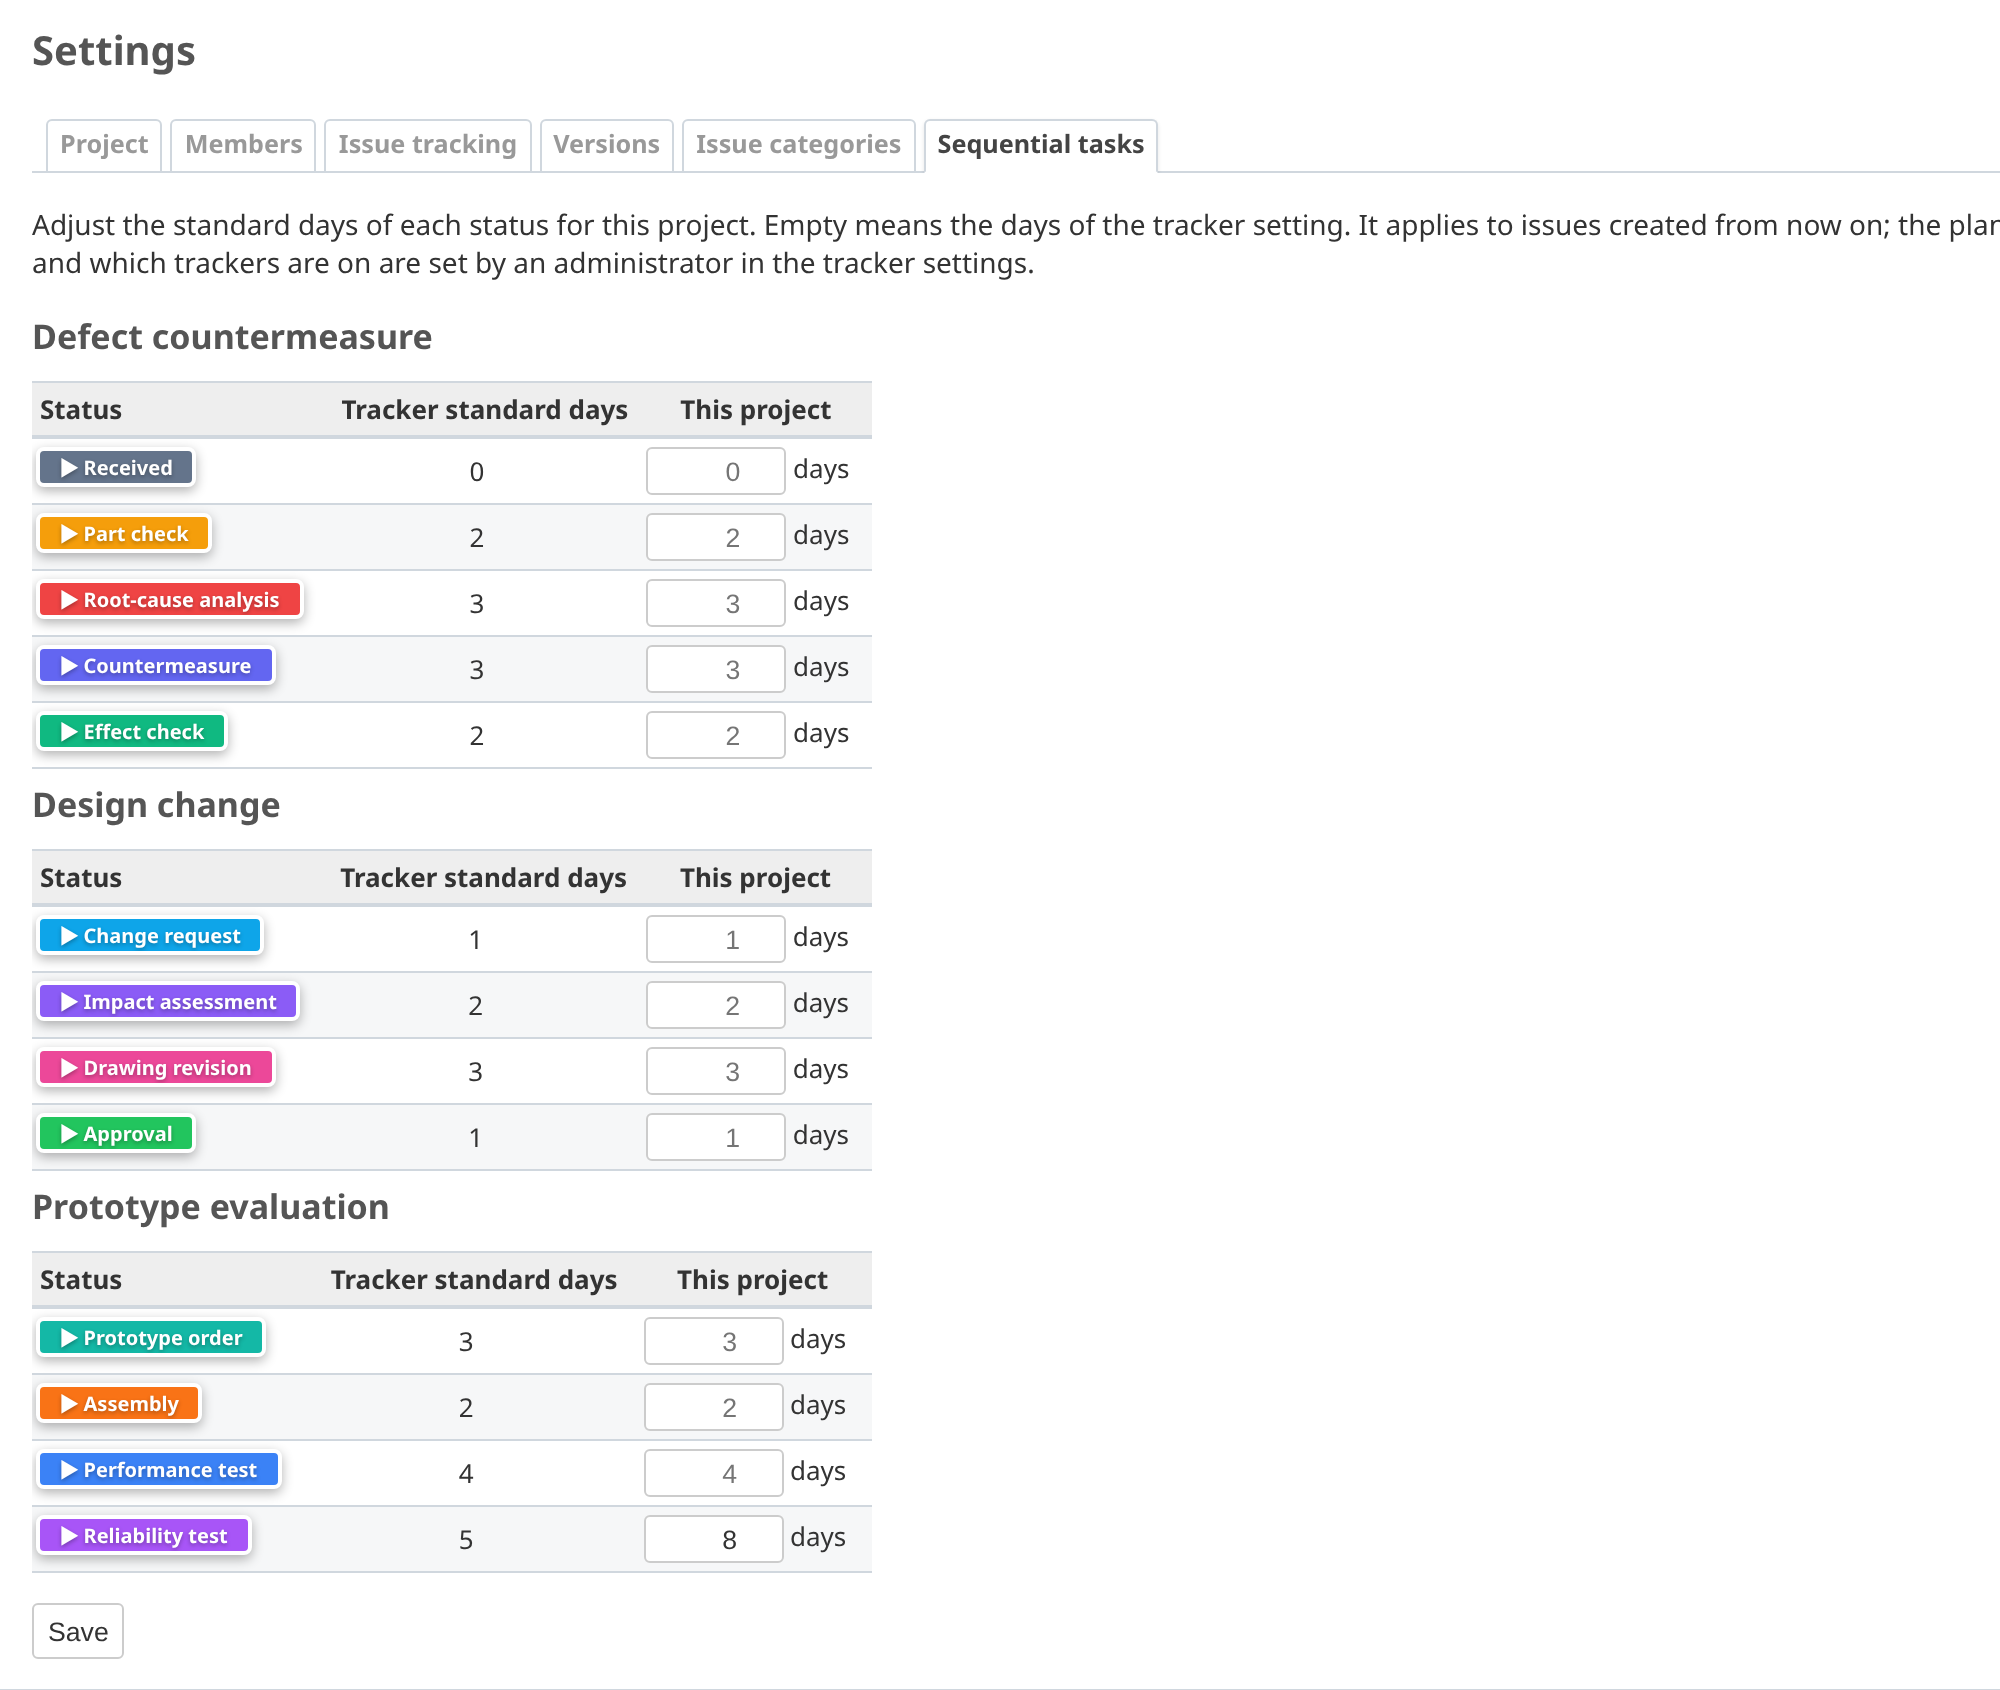 Settings
Project Members Issue tracking Versions Issue categories Sequential tasks
Adjust the standard days of each status for this project. Empty means the days of the tracker setting. It applies to issues created from now on; the
and which trackers are on are set by an administrator in the tracker settings.
Defect countermeasure
Status Tracker standard days This project
Received 0 0 days
Part check 2 2 days
Root-cause analysis 3 3 days
Countermeasure 3 3 days
Effect check 2 2 days
Design change
Status Tracker standard days This project
Change request 1 1 days
Impact assessment 2 2 days
Drawing revision 3 3 days
Approval 1 1 days
Prototype evaluation
Status Tracker standard days This project
Prototype order 3 3 days
Assembly 2 2 days
Performance test 4 4 days
Reliability test 5 8 days
Save